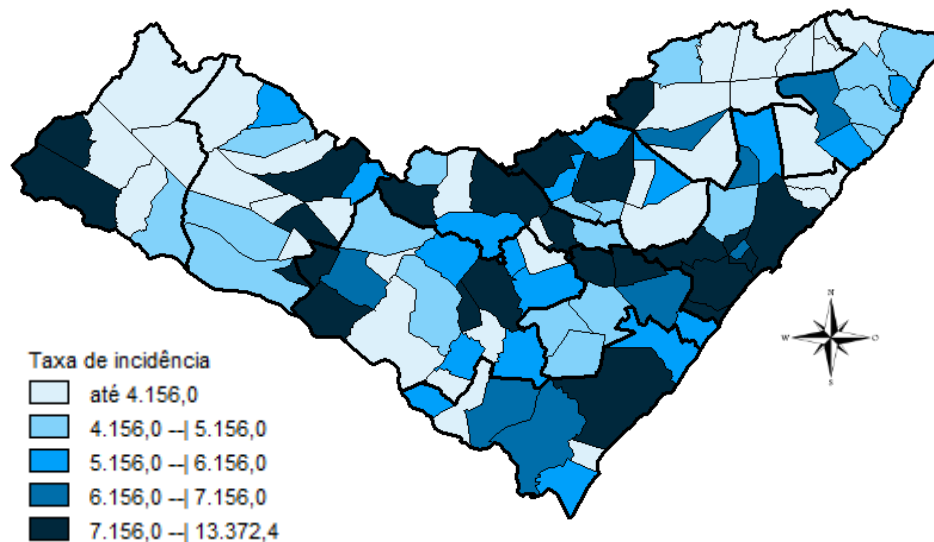 N
W
O
S
Taxa de incidência
até 4.156,0
4.156,0 --| 5.156,0
5.156,0 --| 6.156,0
6.156,0 --| 7.156,0
7.156,0 --| 13.372,4